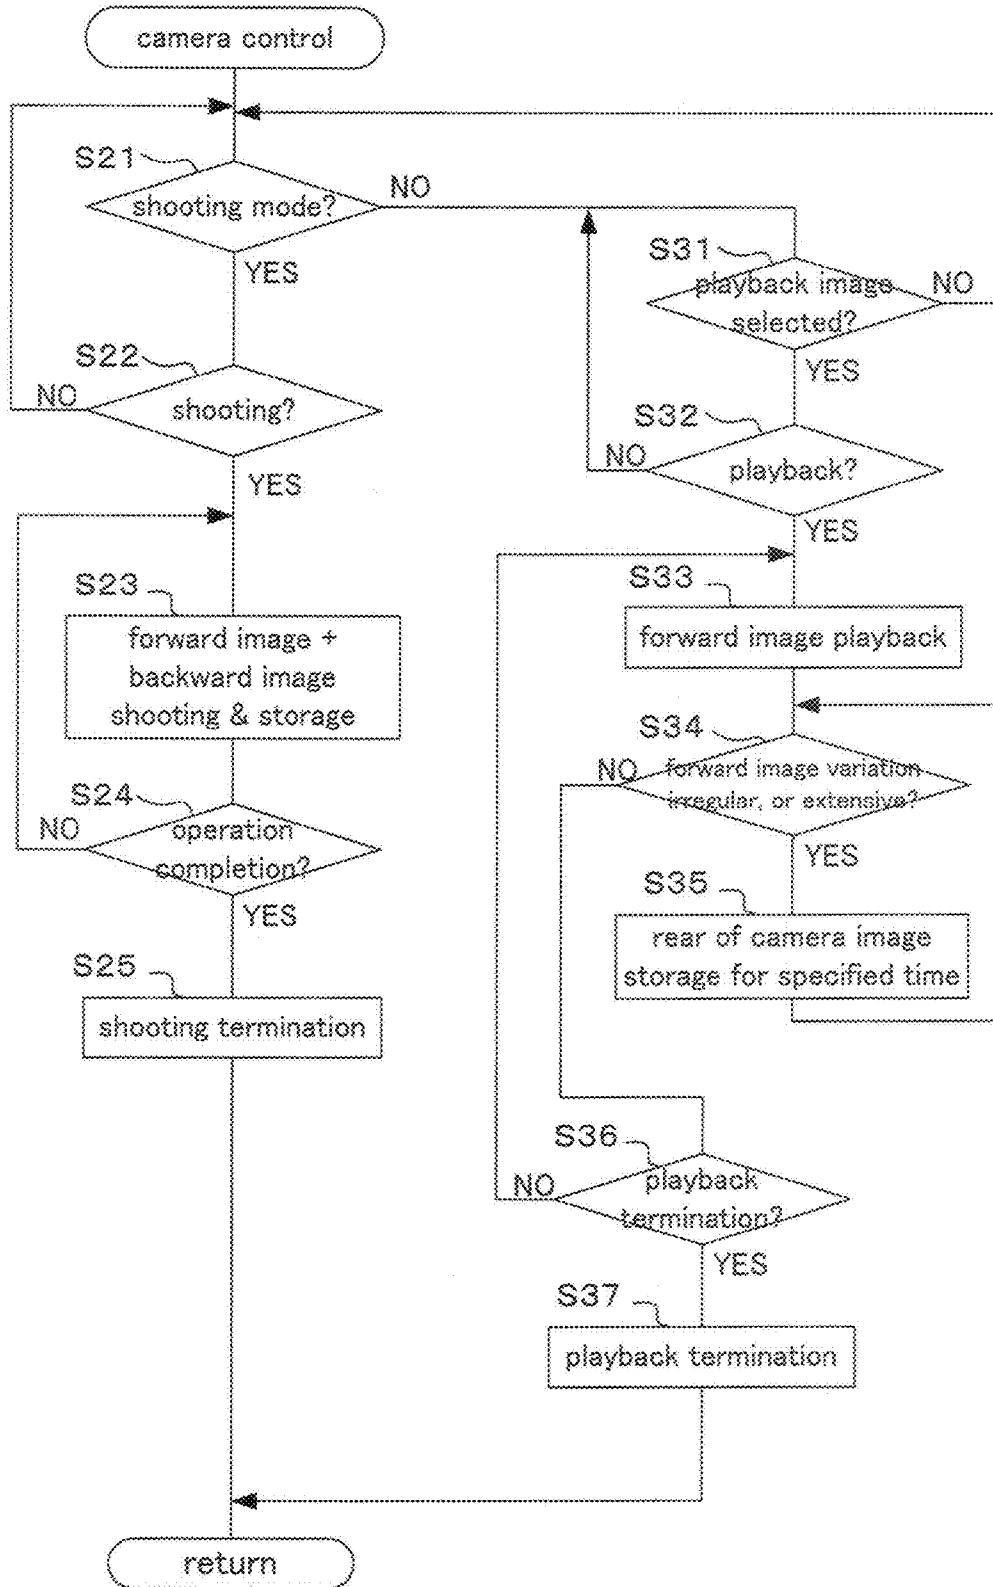 camera control
S21
shooting mode?
NO
YES
S22
NO
shooting?
YES
S23
forward image +
backward image
shooting & storage
S24
NO
operation
completion?
YES
S25
shooting termination
S31
playback image
selected?
NO
YES
S32
NO
playback?
YES
S33
forward image playback
S34
NO
forward image variation
irregular, or extensive?
YES
S35
rear of camera image
storage for specified time
S36
NO
playback
termination?
YES
S37
playback termination
return